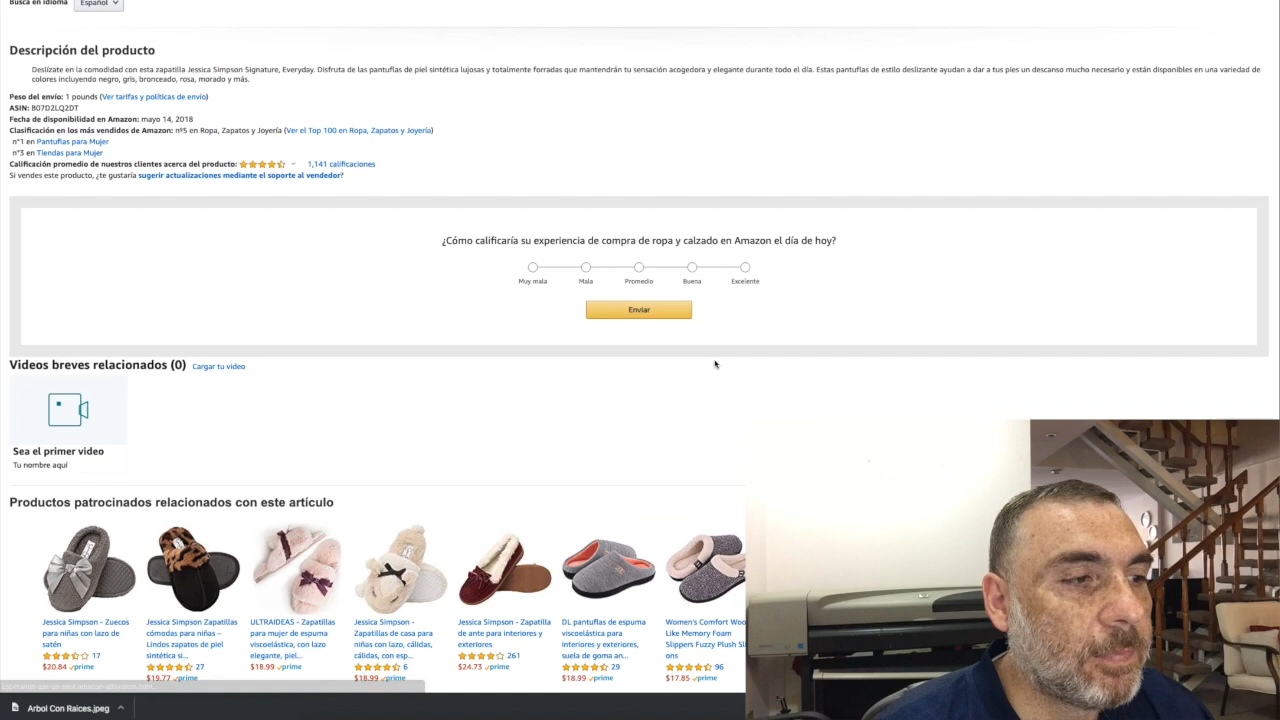 Busca en idioma Español
Descripción del producto
Deslízate en la comodidad con esta zapatilla Jessica Simpson Signature, Everyday. Disfruta de las pantuflas de piel sintética lujosas y totalmente forradas que mantendrán tu sensación acogedora y elegante durante todo el día. Estas pantuflas de estilo deslizante ayudan a dar a tus pies un descanso mucho necesario y están disponibles en una variedad de
colores incluyendo negro, gris, bronceado, rosa, morado y más.
Peso del envío: 1 pounds (Ver tarifas y políticas de envío)
ASIN: B07D2LQ2DT
Fecha de disponibilidad en Amazon: mayo 14, 2018
Clasificación en los más vendidos de Amazon: nº5 en Ropa, Zapatos y Joyería (Ver el Top 100 en Ropa, Zapatos y Joyería)
n°1 en Pantuflas para Mujer
n°3 en Tiendas para Mujer
Calificación promedio de nuestros clientes acerca del producto: 1,141 calificaciones
Si vendes este producto, ¿te gustaría sugerir actualizaciones mediante el soporte al vendedor?
¿Cómo calificaría su experiencia de compra de ropa y calzado en Amazon el día de hoy?
Muy mala Mala Promedio Buena Excelente
Enviar
Videos breves relacionados (0) Cargar tu video
Sea el primer video
Tu nombre aquí
Productos patrocinados relacionados con este artículo
Jessica Simpson - Zuecos Jessica Simpson Zapatillas ULTRAIDEAS - Zapatillas Jessica Simpson - Jessica Simpson - Zapatilla DL pantuflas de espuma Women's Comfort
para niñas con lazo de cómodas para niñas – para mujer de espuma Zapatillas de casa para de ante para interiores y viscoelástica para Like Memory Foam
satén Lindos zapatos de piel viscoelástica, con lazo niñas con lazo, cálidas, exteriores interiores y exteriores, Slippers Fuzzy Plush
17 sintética si... elegante, piel... cálidas, con esp... 261 suela de goma an... ons
$20.84 prime 27 $18.99 prime 6 $24.73 prime 29 96
$19.77 prime $18.99 prime $18.99 prime $17.85 prime
Arbol Con Raices.jpeg